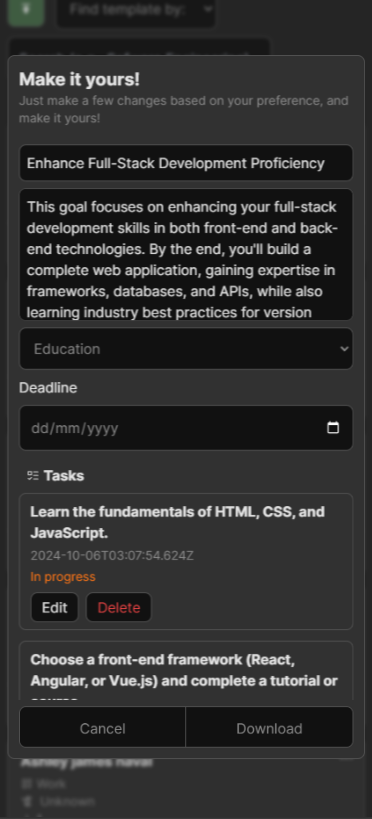 Find template by:
Make it yours!
Just make a few changes based on your preference, and
make it yours!
Enhance Full-Stack Development Proficiency
This goal focuses on enhancing your full-stack
development skills in both front-end and back-
end technologies. By the end, you'll build a
complete web application, gaining expertise in
frameworks, databases, and APIs, while also
learning industry best practices for version
Education
Deadline
dd/mm/yyyy
Tasks
Learn the fundamentals of HTML, CSS, and
JavaScript.
2024-10-06T03:07:54.624Z
In progress
Edit
Delete
Choose a front-end framework (React,
Angular, or Vue.js) and complete a tutorial or
course.
Cancel
Download
Ashley james naval
Work
Unknown